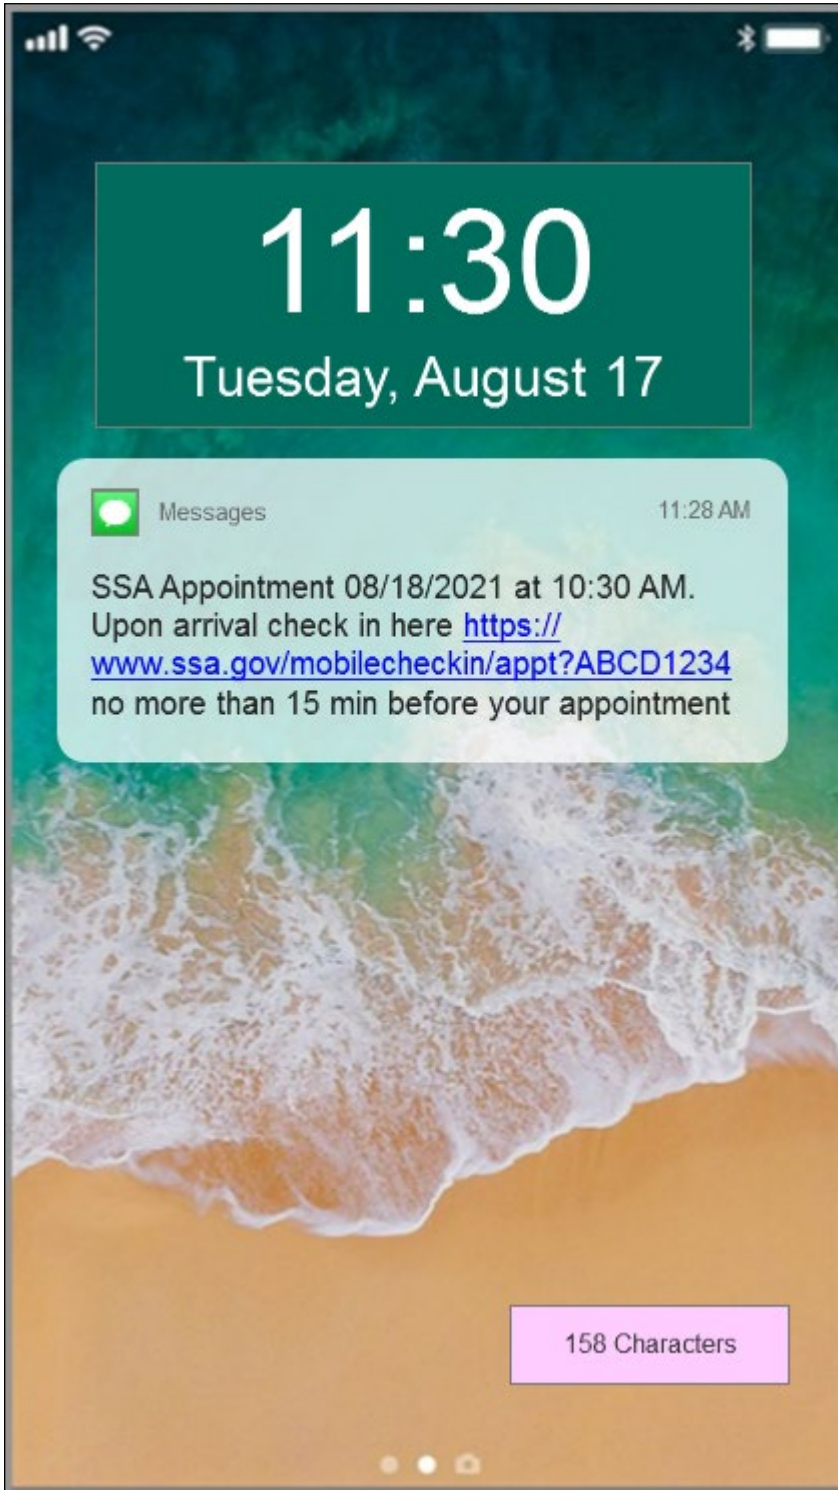 11:30
Tuesday, August 17
Messages 11:28 AM
SSA Appointment 08/18/2021 at 10:30 AM.
Upon arrival check in here https://
www.ssa.gov/mobilecheckin/appt?ABCD1234
no more than 15 min before your appointment
158 Characters